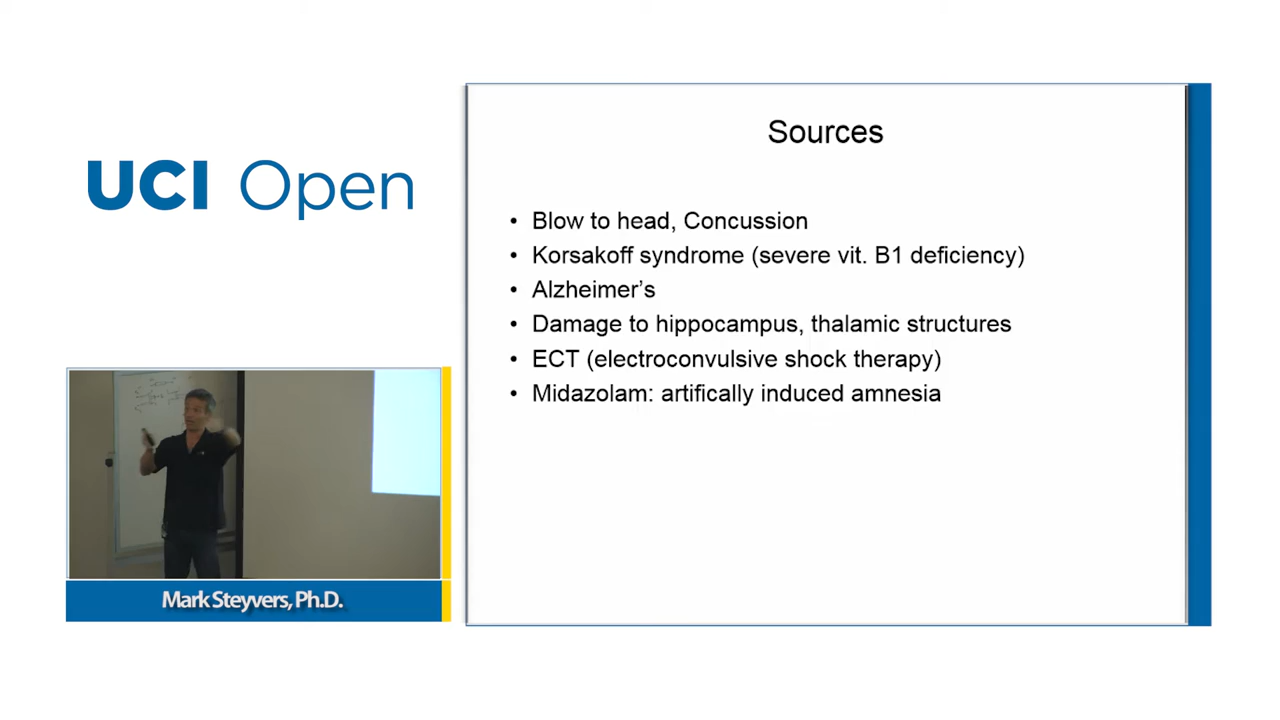 UCI Open
Sources
• Blow to head, Concussion
• Korsakoff syndrome (severe vit. B1 deficiency)
• Alzheimer’s
• Damage to hippocampus, thalamic structures
• ECT (electroconvulsive shock therapy)
• Midazolam: artifically induced amnesia
Mark Steyvers, Ph.D.